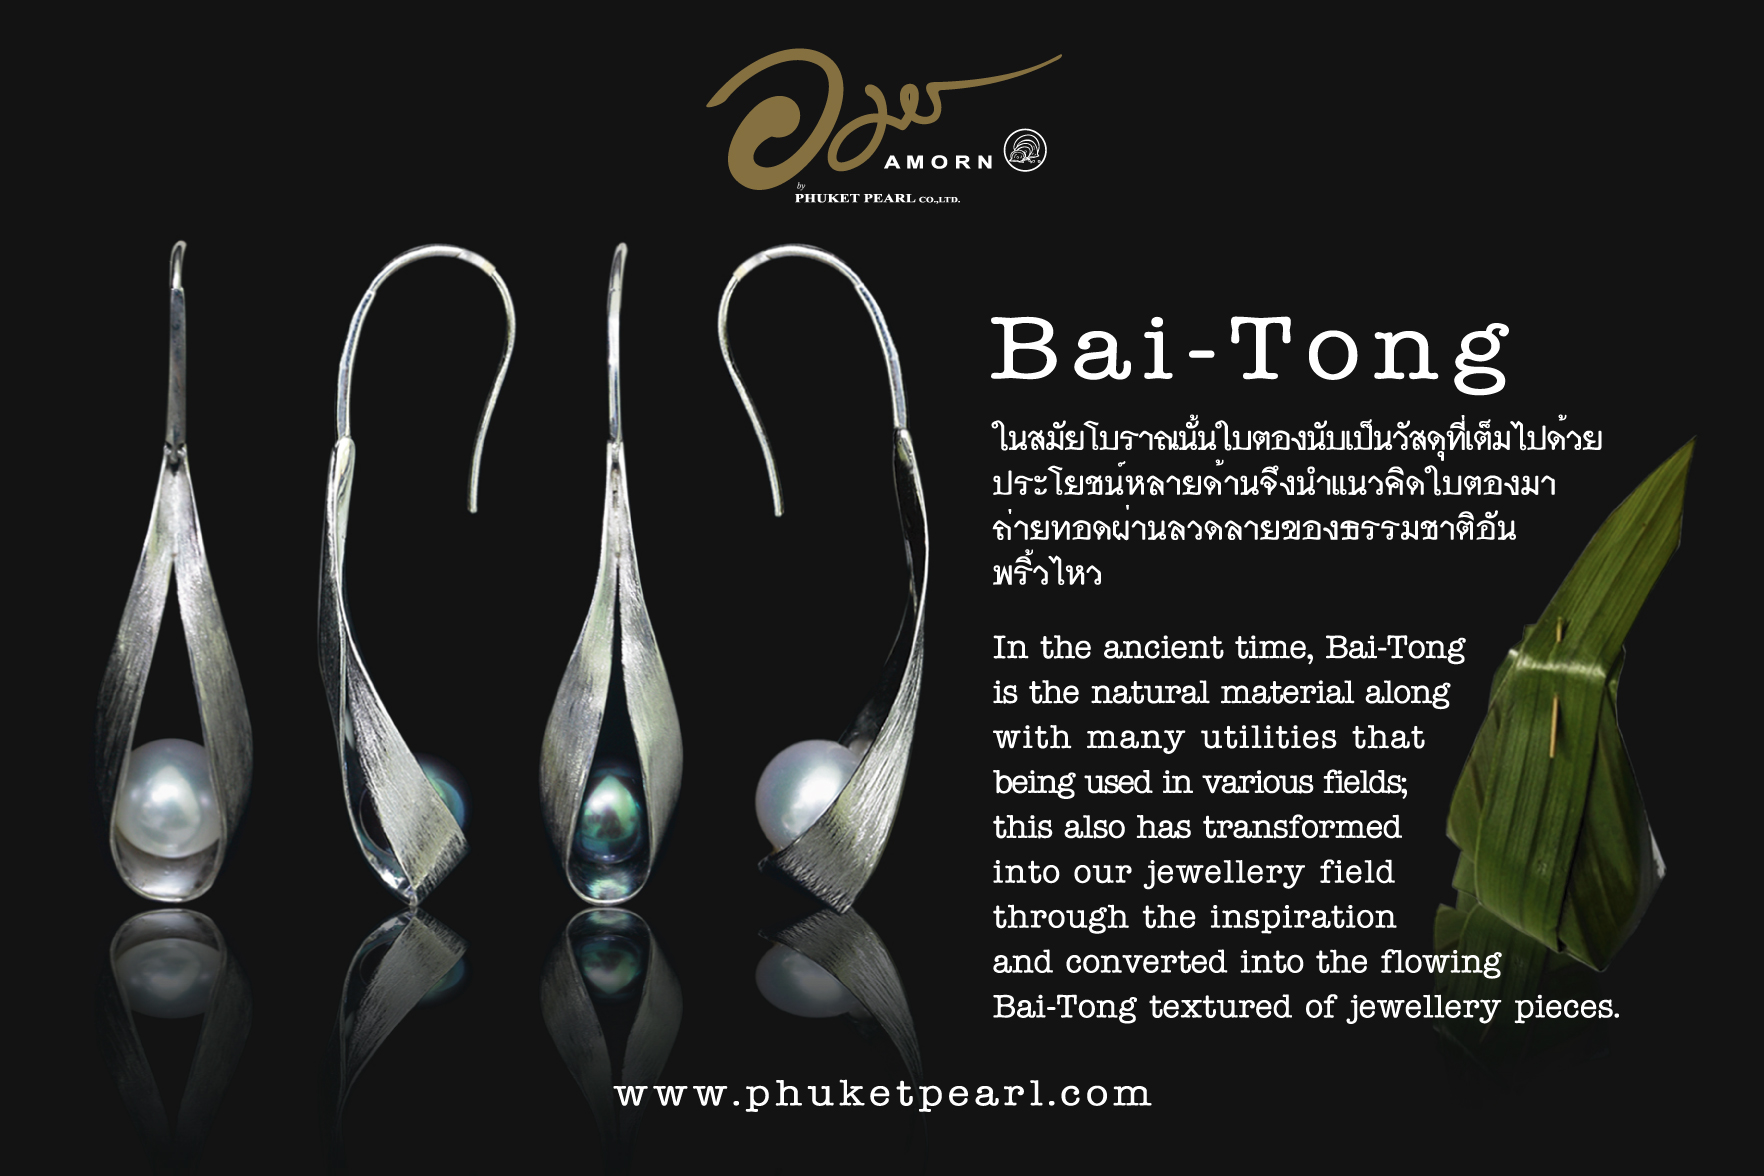 อมร
AMORN
by
PHUKET PEARL CO.,LTD.
Bai-Tong
ในสมัยโบราณนั้นใบตองนับเป็นวัสดุที่เต็มไปด้วย
ประโยชน์หลายด้านจึงนำแนวคิดใบตองมา
ถ่ายทอดผ่านลวดลายของธรรมชาติอัน
พริ้วไหว
In the ancient time, Bai-Tong
is the natural material along
with many utilities that
being used in various fields;
this also has transformed
into our jewellery field
through the inspiration
and converted into the flowing
Bai-Tong textured of jewellery pieces.
www.phuketpearl.com